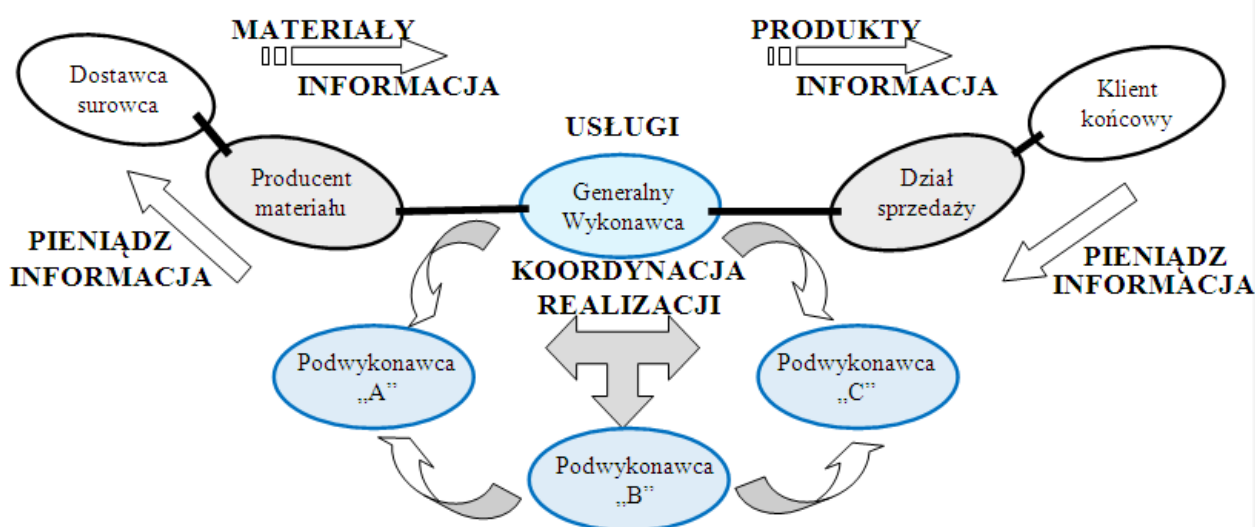 MATERIAŁY
INFORMACJA
PRODUKTY
INFORMACJA
Dostawca
surowca
Klient
końcowy
USŁUGI
Producent
materiału
Generalny
Wykonawca
Dział
sprzedaży
PIENIĄDZ
INFORMACJA
KOORDYNACJA
REALIZACJI
PIENIĄDZ
INFORMACJA
Podwykonawca
„A”
Podwykonawca
„C”
Podwykonawca
„B”